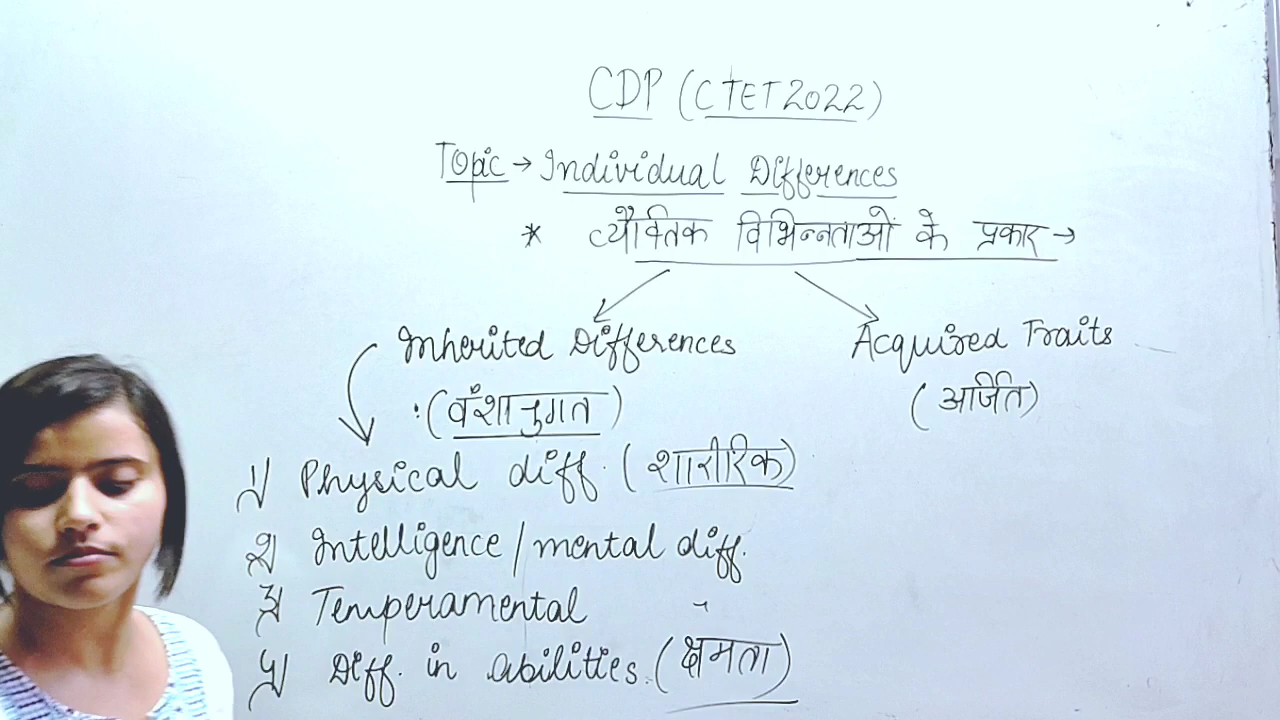 CDP (CTET 2022)
Topic → Individual Differences
* व्यैक्तिक विभिन्नताओं के प्रकार →
Inherited Differences
Acquired Traits
(वंशानुगत)
(अर्जित)
1) Physical diff. (शारीरिक)
2) Intelligence/mental diff.
3) Temperamental "
4) Diff. in abilities. (क्षमता)